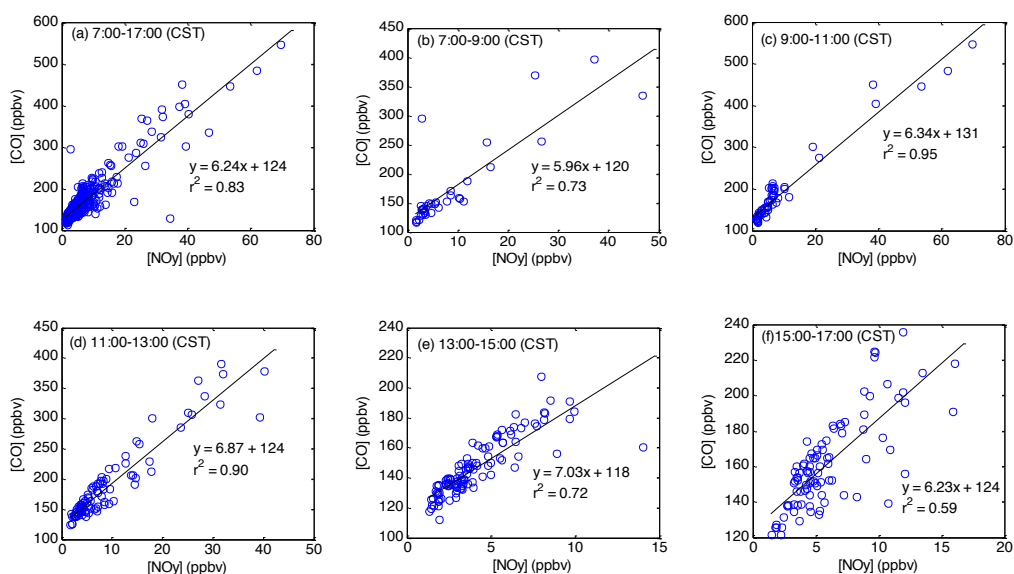 (a) 7:00-17:00 (CST)
600
500
400
300
200
100
0
20
40
60
80
[CO] (ppbv)
[NOy] (ppbv)
y = 6.24x + 124
r² = 0.83
(b) 7:00-9:00 (CST)
450
400
350
300
250
200
150
100
0
10
20
30
40
50
[CO] (ppbv)
[NOy] (ppbv)
y = 5.96x + 120
r² = 0.73
(c) 9:00-11:00 (CST)
600
500
400
300
200
100
0
20
40
60
80
[CO] (ppbv)
[NOy] (ppbv)
y = 6.34x + 131
r² = 0.95
(d) 11:00-13:00 (CST)
450
400
350
300
250
200
150
100
0
10
20
30
40
50
[CO] (ppbv)
[NOy] (ppbv)
y = 6.87 + 124
r² = 0.90
(e) 13:00-15:00 (CST)
240
220
200
180
160
140
120
100
0
5
10
15
[CO] (ppbv)
[NOy] (ppbv)
y = 7.03x + 118
r² = 0.72
(f)15:00-17:00 (CST)
240
220
200
180
160
140
120
0
5
10
15
20
[CO] (ppbv)
[NOy] (ppbv)
y = 6.23x + 124
r² = 0.59